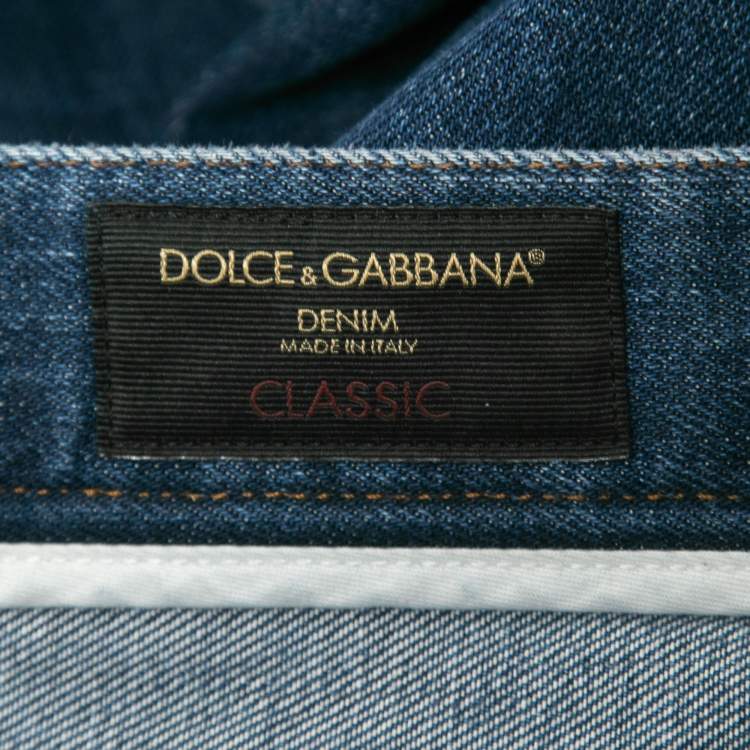 DOLCE & GABBANA®
DENIM
MADE IN ITALY
CLASSIC